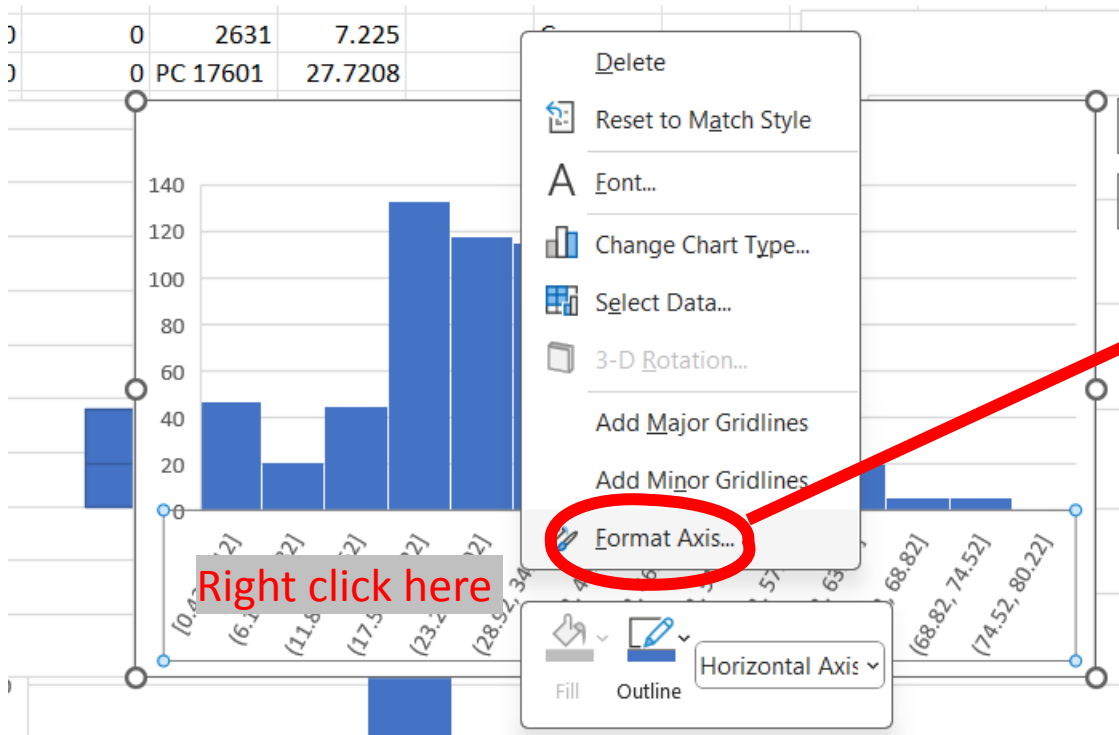 0 0 2631 7.225
0 0 PC 17601 27.7208
Delete
Reset to Match Style
Font...
Change Chart Type...
Select Data...
3-D Rotation...
Add Major Gridlines
Add Minor Gridlines
Format Axis...
140
120
100
80
60
40
20
0
Right click here
(68.82, 74.52]
(74.52, 80.22]
Fill
Outline
Horizontal Axis